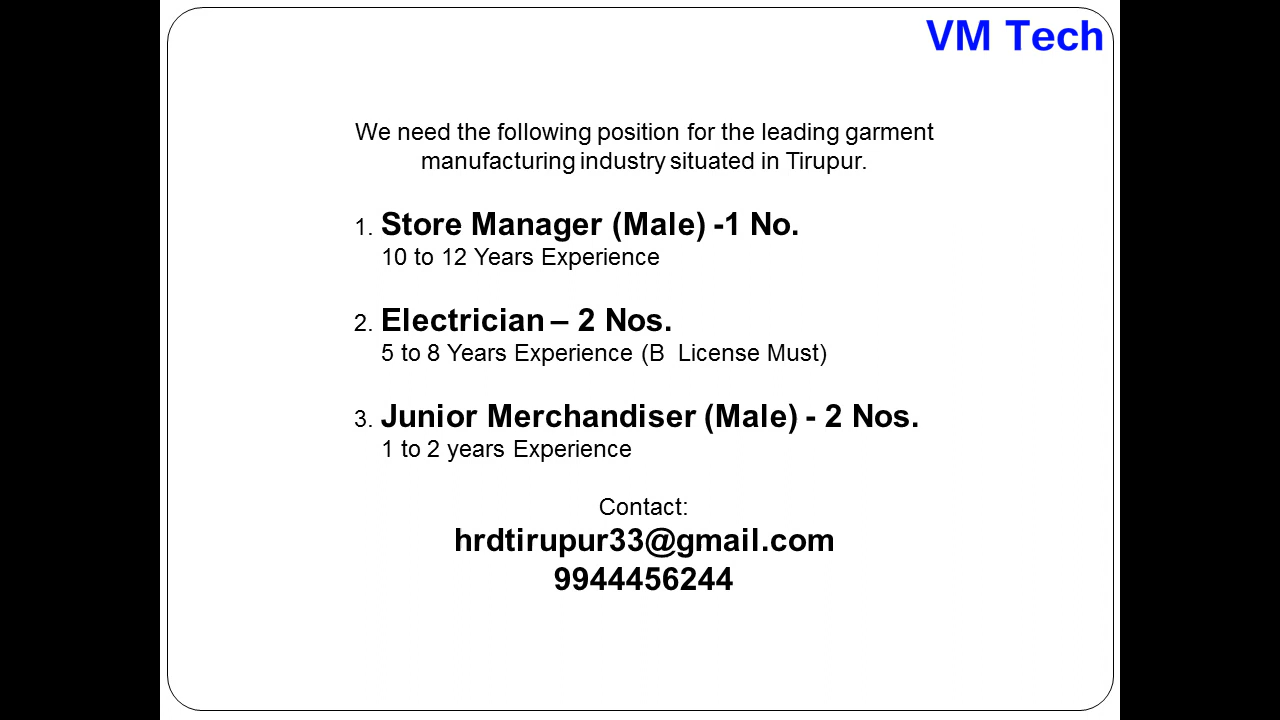 VM Tech
We need the following position for the leading garment
manufacturing industry situated in Tirupur.
1. Store Manager (Male) -1 No.
10 to 12 Years Experience
2. Electrician – 2 Nos.
5 to 8 Years Experience (B  License Must)
3. Junior Merchandiser (Male) - 2 Nos.
1 to 2 years Experience
Contact:
hrdtirupur33@gmail.com
9944456244